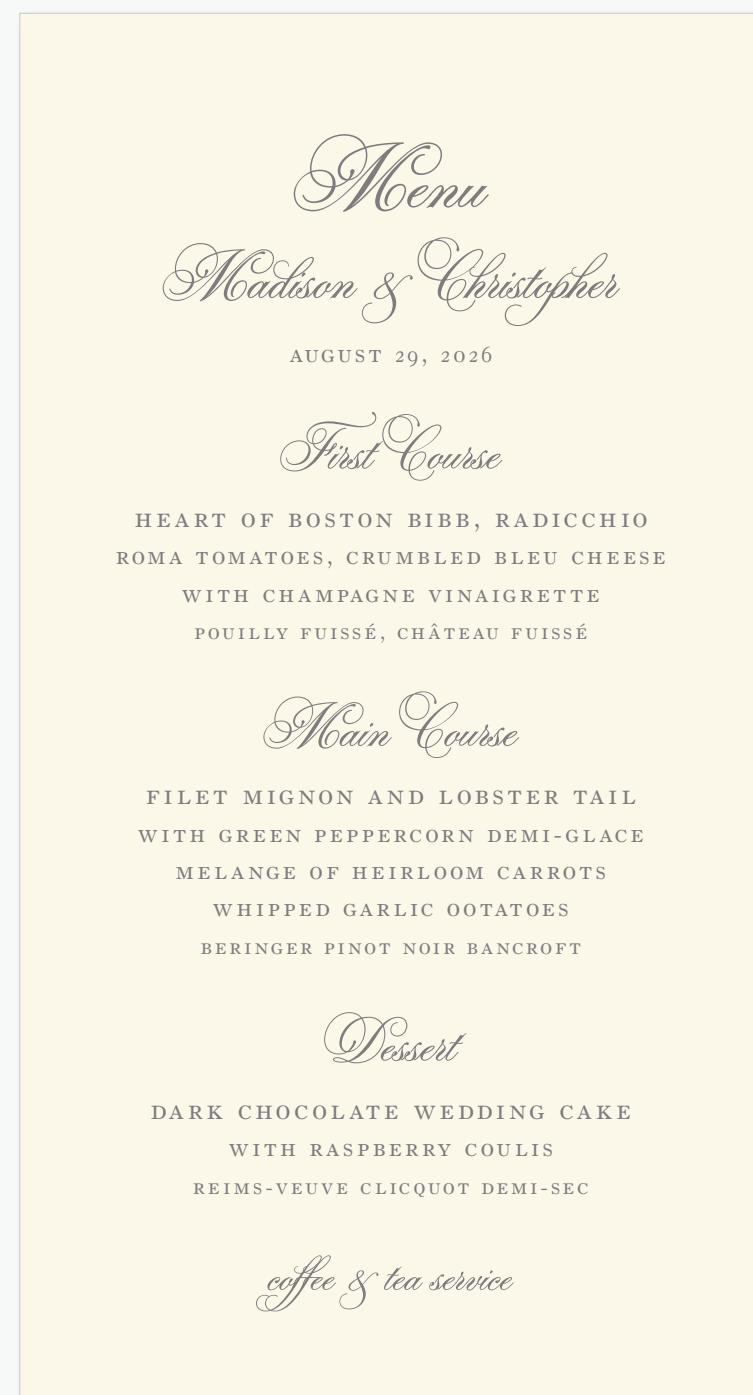 Menu
Madison & Christopher
AUGUST 29, 2026
First Course
HEART OF BOSTON BIBB, RADICCHIO
ROMA TOMATOES, CRUMBLED BLEU CHEESE
WITH CHAMPAGNE VINAIGRETTE
POUILLY FUISSÉ, CHÂTEAU FUISSÉ
Main Course
FILET MIGNON AND LOBSTER TAIL
WITH GREEN PEPPERCORN DEMI-GLACE
MELANGE OF HEIRLOOM CARROTS
WHIPPED GARLIC OOTATOES
BERINGER PINOT NOIR BANCROFT
Dessert
DARK CHOCOLATE WEDDING CAKE
WITH RASPBERRY COULIS
REIMS-VEUVE CLICQUOT DEMI-SEC
coffee & tea service